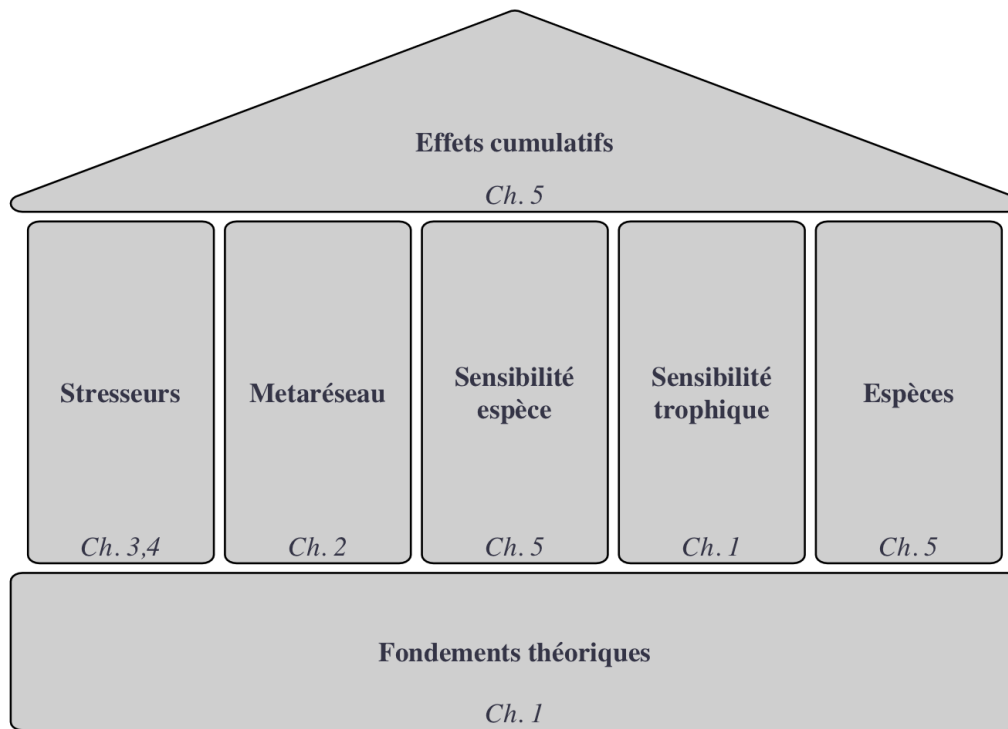 Effets cumulatifs
Ch. 5
Stresseurs
Ch. 3,4
Metaréseau
Ch. 2
Sensibilité
espèce
Ch. 5
Sensibilité
trophique
Ch. 1
Espèces
Ch. 5
Fondements théoriques
Ch. 1